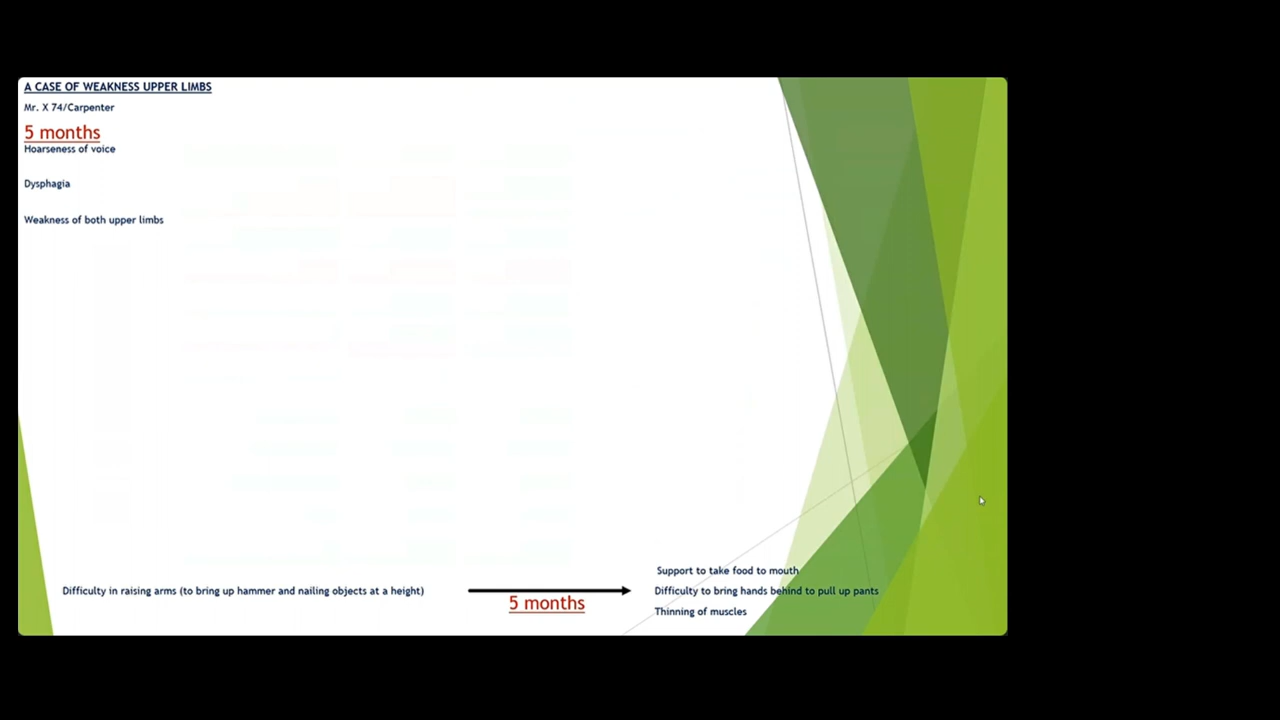 A CASE OF WEAKNESS UPPER LIMBS
Mr. X 74/Carpenter
5 months
Hoarseness of voice
Dysphagia
Weakness of both upper limbs
Difficulty in raising arms (to bring up hammer and nailing objects at a height)
5 months
Support to take food to mouth
Difficulty to bring hands behind to pull up pants
Thinning of muscles